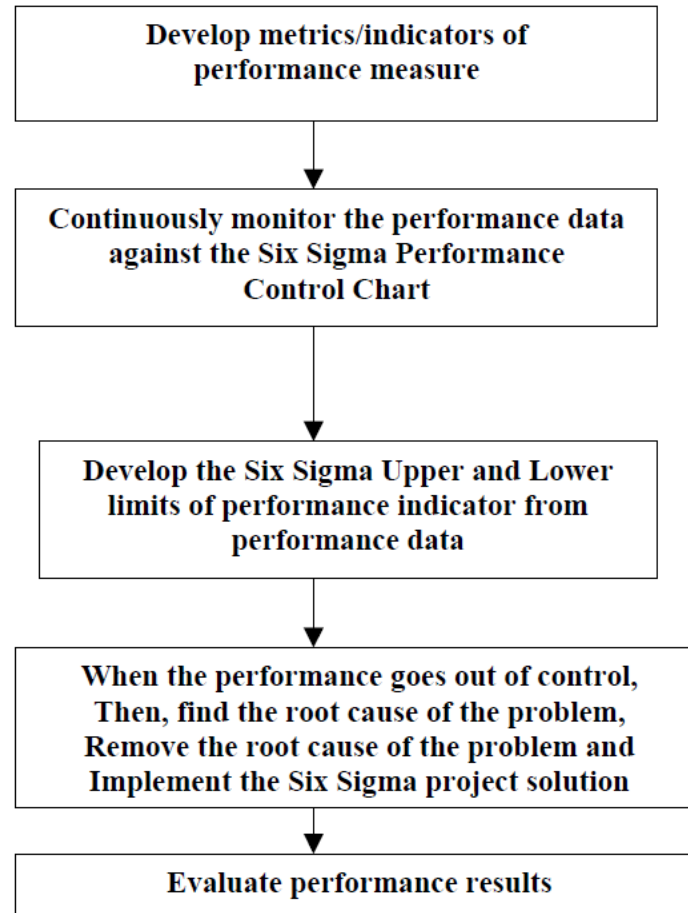 Develop metrics/indicators of
performance measure
Continuously monitor the performance data
against the Six Sigma Performance
Control Chart
Develop the Six Sigma Upper and Lower
limits of performance indicator from
performance data
When the performance goes out of control,
Then, find the root cause of the problem,
Remove the root cause of the problem and
Implement the Six Sigma project solution
Evaluate performance results